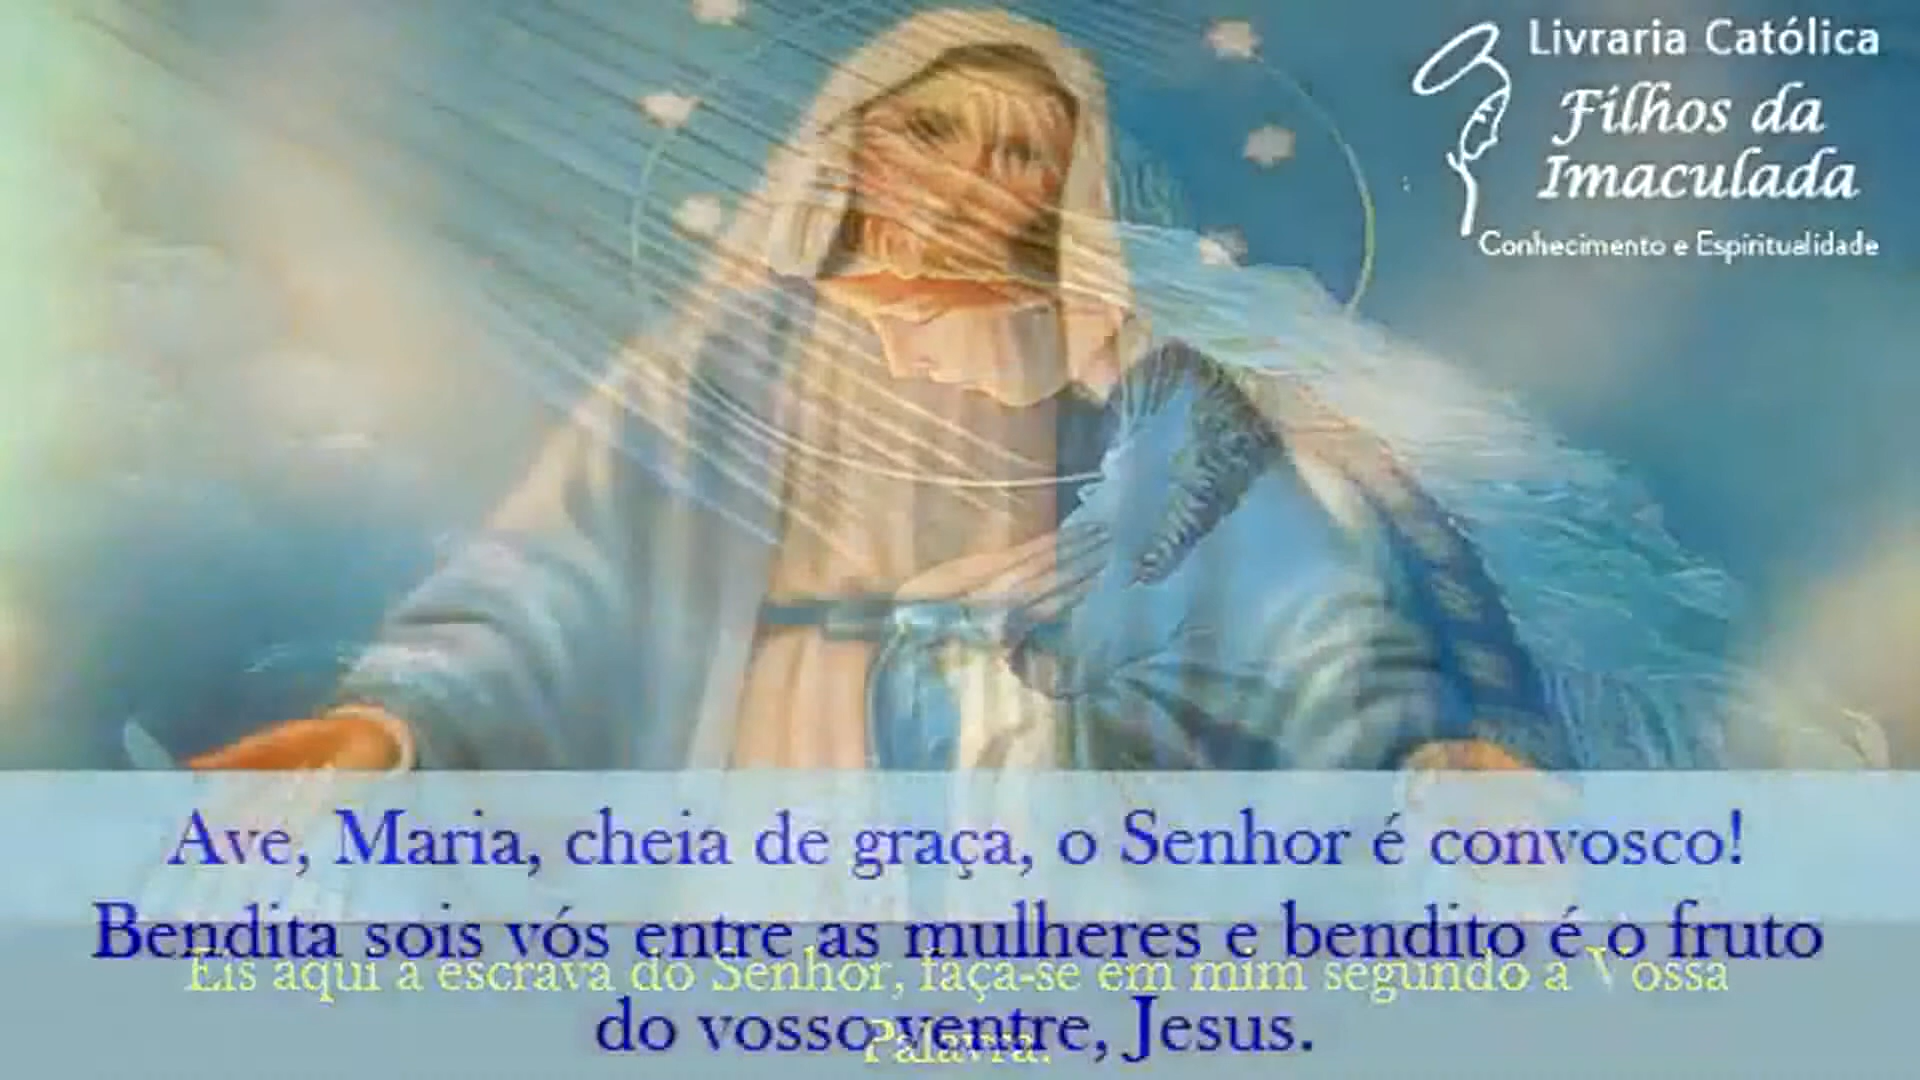 Livraria Católica
Filhos da
Imaculada
Conhecimento e Espiritualidade
Ave, Maria, cheia de graça, o Senhor é convosco!
Bendita sois vós entre as mulheres e bendito é o fruto
Eis aqui a escrava do Senhor, faça-se em mim segundo a Vossa
do vosso ventre, Jesus.
Palavra.